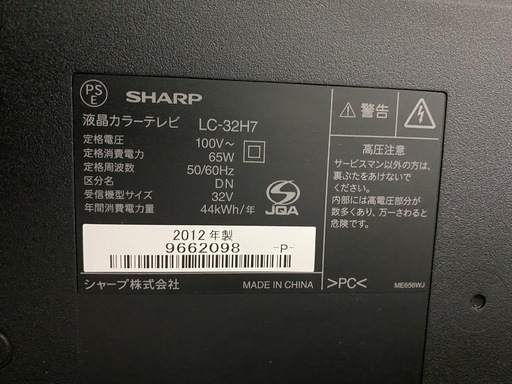 PS
E
SHARP
液晶カラーテレビ LC-32H7
定格電圧 100V～
定格消費電力 65W
定格周波数 50/60Hz
区分名 DN
受信機型サイズ 32V
年間消費電力量 44kWh/年
JQA
2012年製
9662098 -P-
シャープ株式会社 MADE IN CHINA
警告
高圧注意
サービスマン以外の方は、
裏ぶたをあけないで
ください。
内部には高電圧部分が
数多くあり、万一さわると
危険です。
>PC< ME656WJ